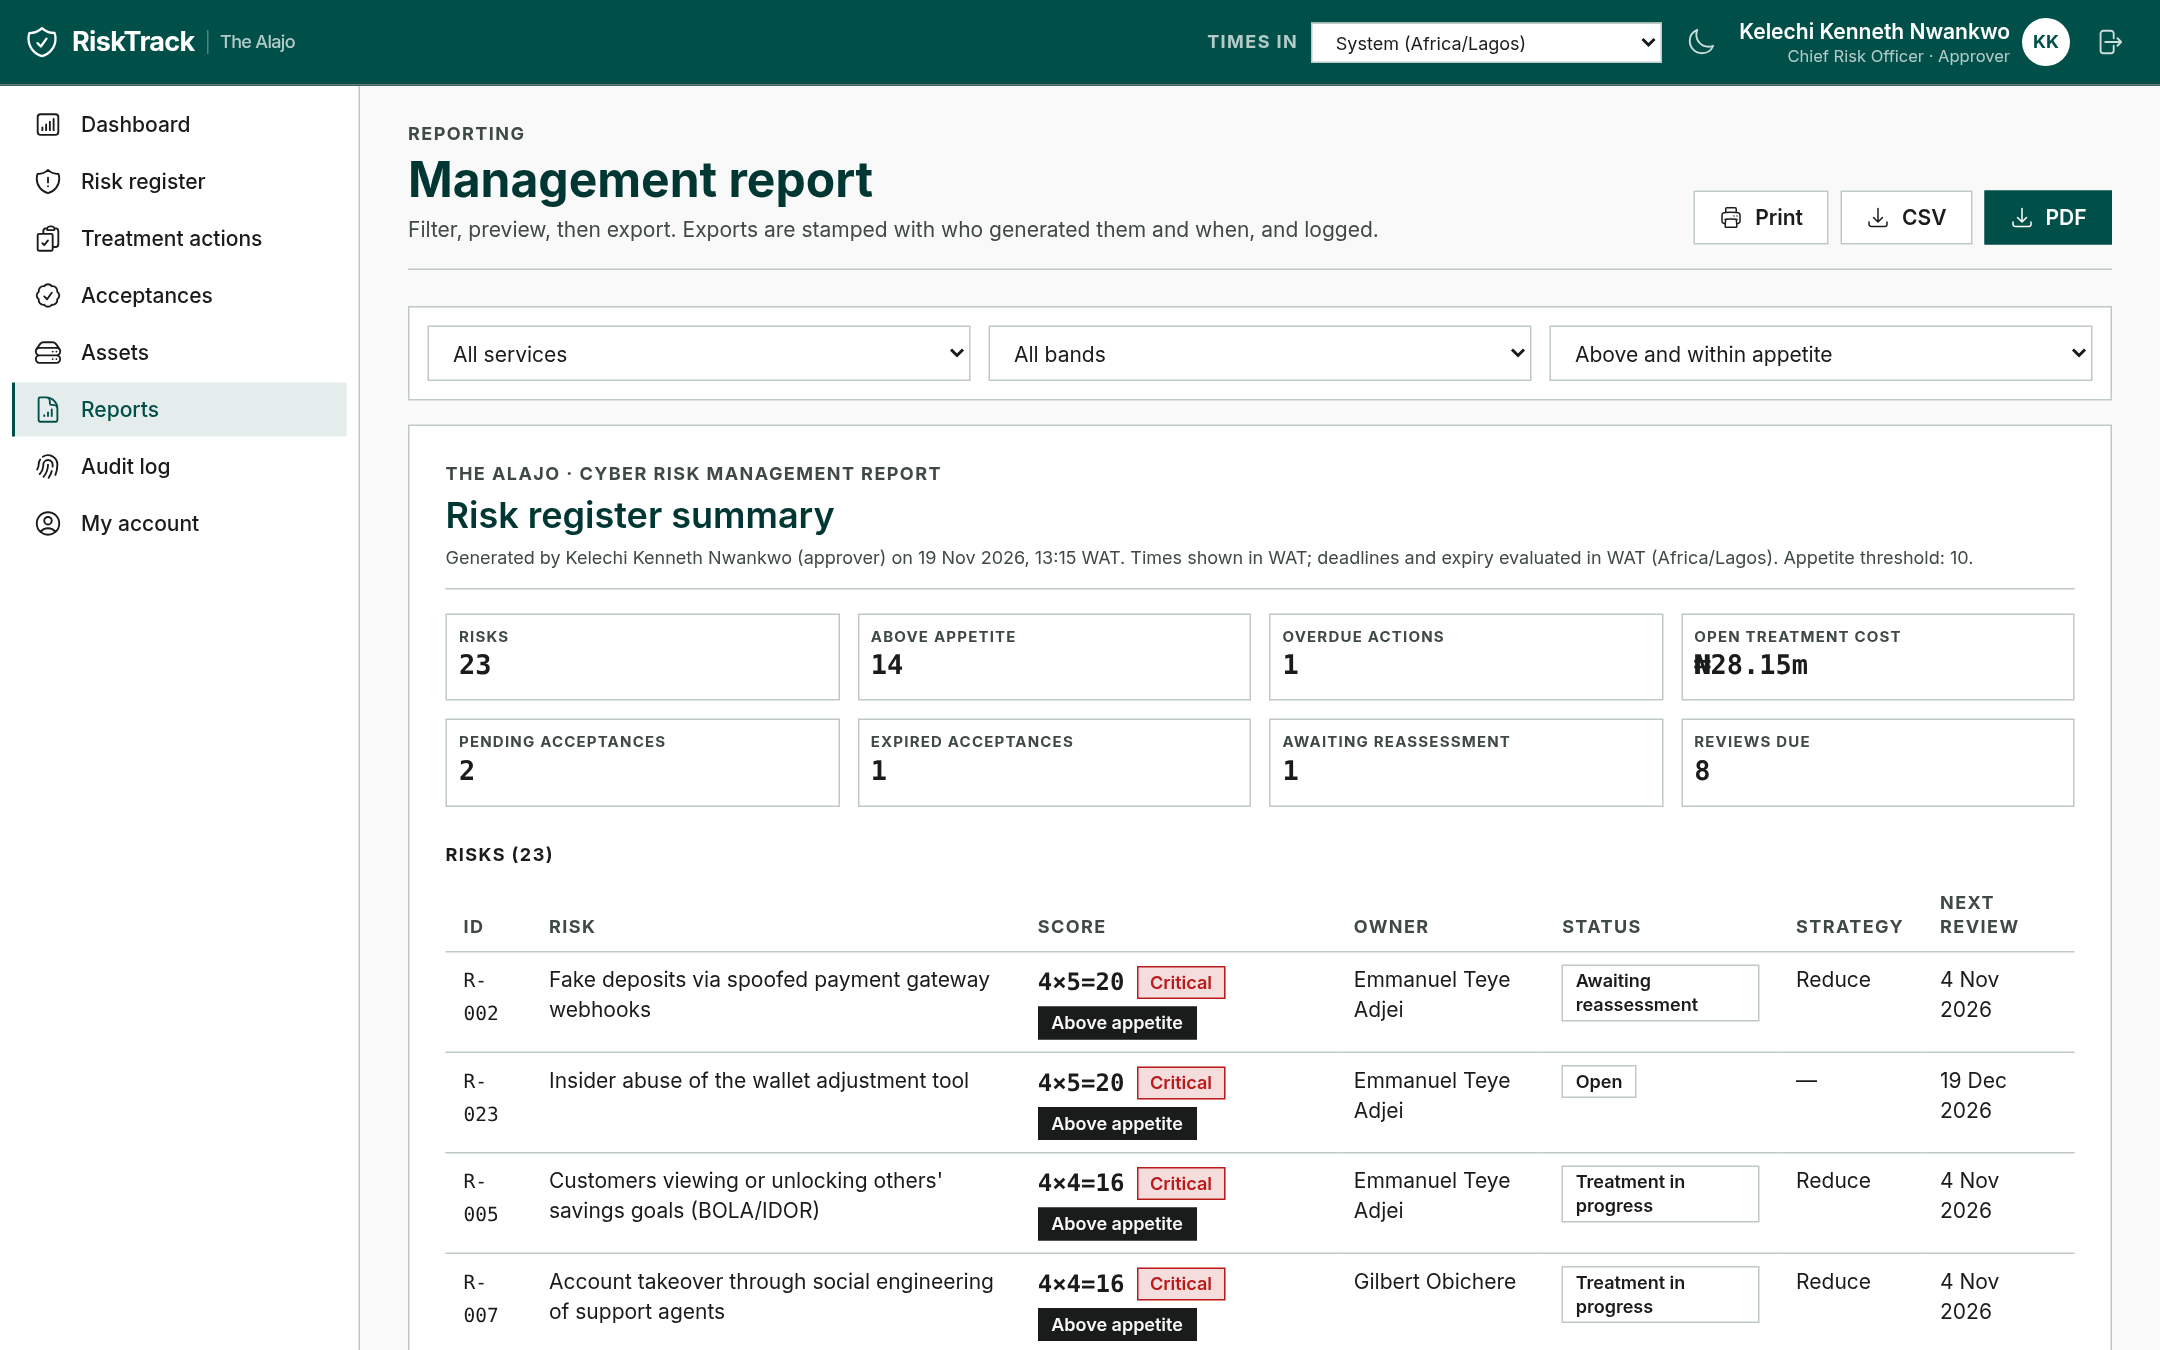 RiskTrack
The Alajo
TIMES IN
System (Africa/Lagos)
Kelechi Kenneth Nwankwo
Chief Risk Officer · Approver
KK
Dashboard
Risk register
Treatment actions
Acceptances
Assets
Reports
Audit log
My account
REPORTING
Management report
Filter, preview, then export. Exports are stamped with who generated them and when, and logged.
Print
CSV
PDF
All services
All bands
Above and within appetite
THE ALAJO · CYBER RISK MANAGEMENT REPORT
Risk register summary
Generated by Kelechi Kenneth Nwankwo (approver) on 19 Nov 2026, 13:15 WAT. Times shown in WAT; deadlines and expiry evaluated in WAT (Africa/Lagos). Appetite threshold: 10.
RISKS
23
ABOVE APPETITE
14
OVERDUE ACTIONS
1
OPEN TREATMENT COST
₦28.15m
PENDING ACCEPTANCES
2
EXPIRED ACCEPTANCES
1
AWAITING REASSESSMENT
1
REVIEWS DUE
8
RISKS (23)
ID RISK SCORE OWNER STATUS STRATEGY NEXT REVIEW
R-
002
Fake deposits via spoofed payment gateway
webhooks
4×5=20 Critical
Above appetite
Emmanuel Teye
Adjei
Awaiting
reassessment
Reduce
4 Nov
2026
R-
023
Insider abuse of the wallet adjustment tool
4×5=20 Critical
Above appetite
Emmanuel Teye
Adjei
Open
—
19 Dec
2026
R-
005
Customers viewing or unlocking others'
savings goals (BOLA/IDOR)
4×4=16 Critical
Above appetite
Emmanuel Teye
Adjei
Treatment in
progress
Reduce
4 Nov
2026
R-
007
Account takeover through social engineering
of support agents
4×4=16 Critical
Above appetite
Gilbert Obichere
Treatment in
progress
Reduce
4 Nov
2026